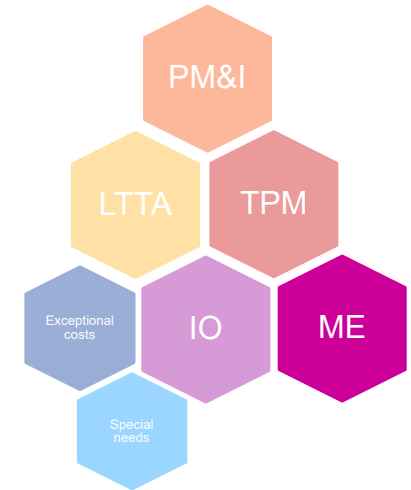 PM&I
LTTA
TPM
Exceptional
costs
IO
ME
Special
needs